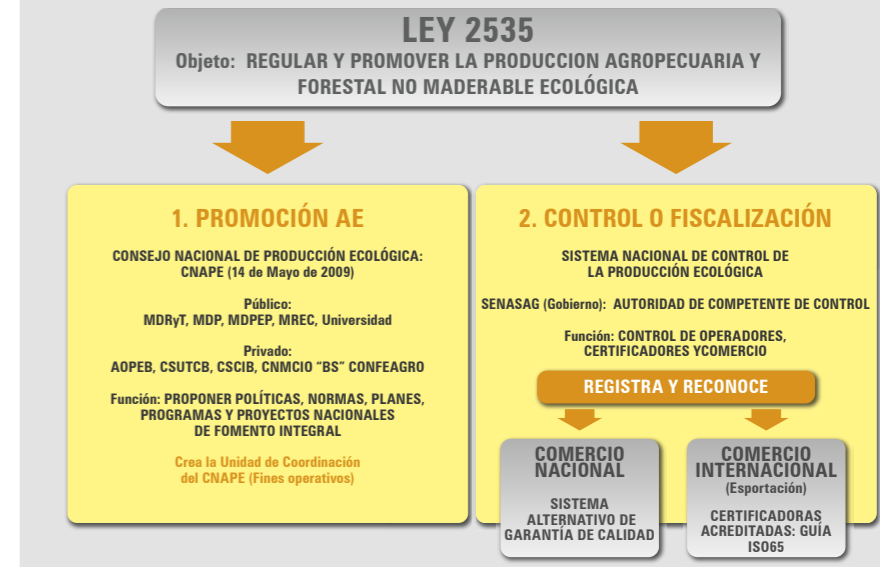 LEY 2535
Objeto: REGULAR Y PROMOVER LA PRODUCCION AGROPECUARIA Y
FORESTAL NO MADERABLE ECOLÓGICA
1. PROMOCIÓN AE
CONSEJO NACIONAL DE PRODUCCIÓN ECOLÓGICA:
CNAPE (14 de Mayo de 2009)
Público:
MDRyT, MDP, MDPEP, MREC, Universidad
Privado:
AOPEB, CSUTCB, CSCIB, CNMCIO "BS" CONFEAGRO
Función: PROPONER POLÍTICAS, NORMAS, PLANES,
PROGRAMAS Y PROYECTOS NACIONALES
DE FOMENTO INTEGRAL
Crea la Unidad de Coordinación
del CNAPE (Fines operativos)
2. CONTROL O FISCALIZACIÓN
SISTEMA NACIONAL DE CONTROL DE
LA PRODUCCIÓN ECOLÓGICA
SENASAG (Gobierno): AUTORIDAD DE COMPETENTE DE CONTROL
Función: CONTROL DE OPERADORES,
CERTIFICADORES YCOMERCIO
REGISTRA Y RECONOCE
COMERCIO
NACIONAL
SISTEMA
ALTERNATIVO DE
GARANTÍA DE CALIDAD
COMERCIO
INTERNACIONAL
(Esportación)
CERTIFICADORAS
ACREDITADAS: GUÍA
ISO65